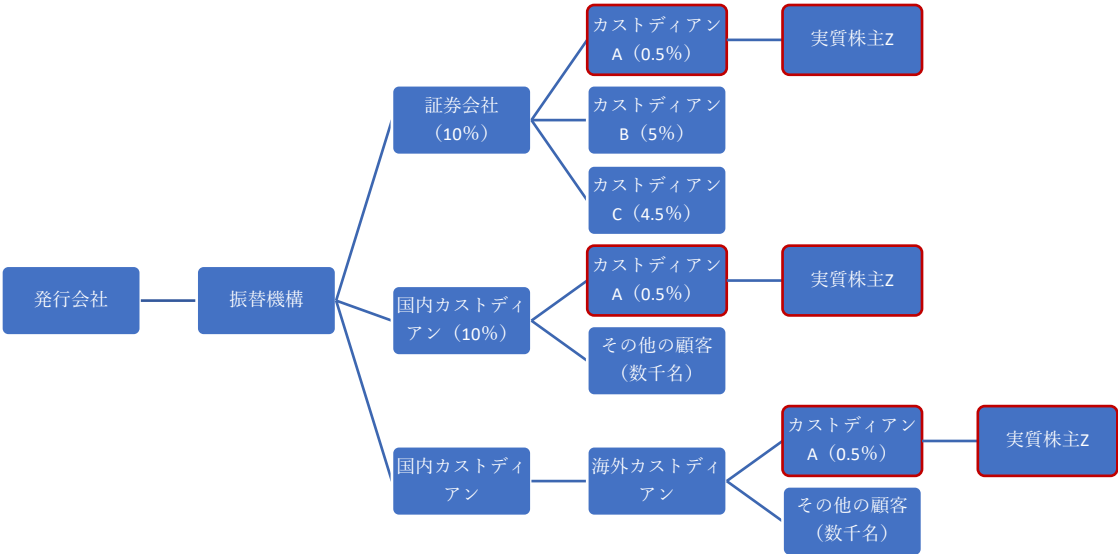 発行会社
振替機構
証券会社
（10％）
カストディアン
A（0.5％）
実質株主Z
カストディアン
B（5％）
カストディアン
C（4.5％）
国内カストディ
アン（10％）
カストディアン
A（0.5％）
実質株主Z
その他の顧客
（数千名）
国内カストディ
アン
海外カストディ
アン
カストディアン
A（0.5％）
実質株主Z
その他の顧客
（数千名）